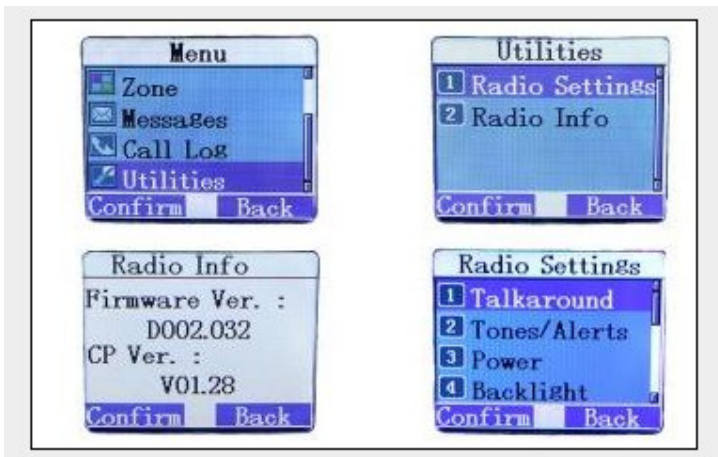 Menu
Zone
Messages
Call Log
Utilities
Confirm Back
Utilities
1 Radio Settings
2 Radio Info
Confirm Back
Radio Info
Firmware Ver. :
D002.032
CP Ver. :
V01.28
Confirm Back
Radio Settings
1 Talkaround
2 Tones/Alerts
3 Power
4 Backlight
Confirm Back